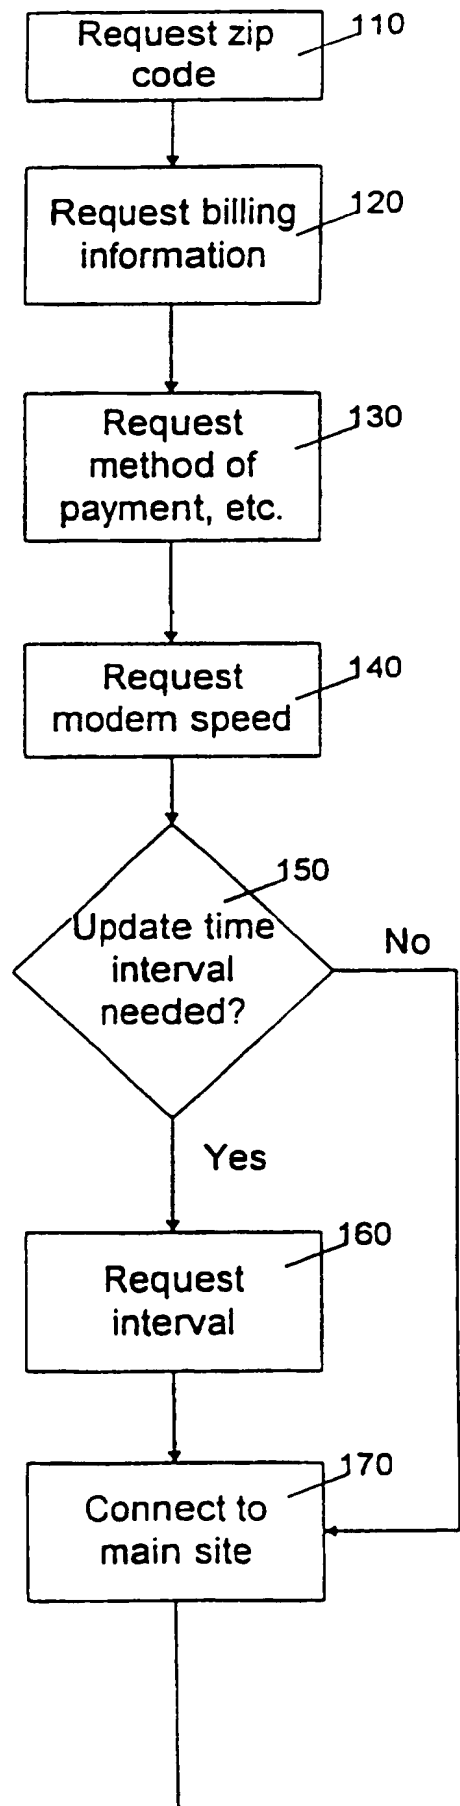 Request zip
code
110
Request billing
information
120
Request
method of
payment, etc.
130
Request
modem speed
140
150
Update time
interval
needed?
No
Yes
160
Request
interval
170
Connect to
main site